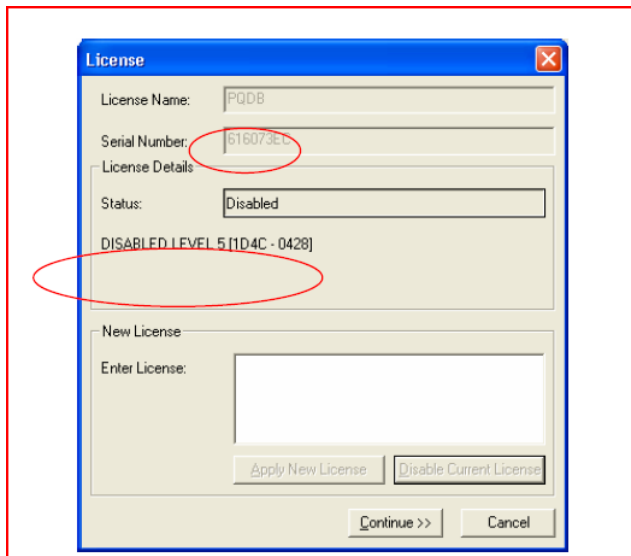 License
License Name: PQDB
Serial Number: 616073EC
License Details
Status: Disabled
DISABLED LEVEL 5 [1D4C - 0428]
New License
Enter License:
Apply New License Disable Current License
Continue >> Cancel